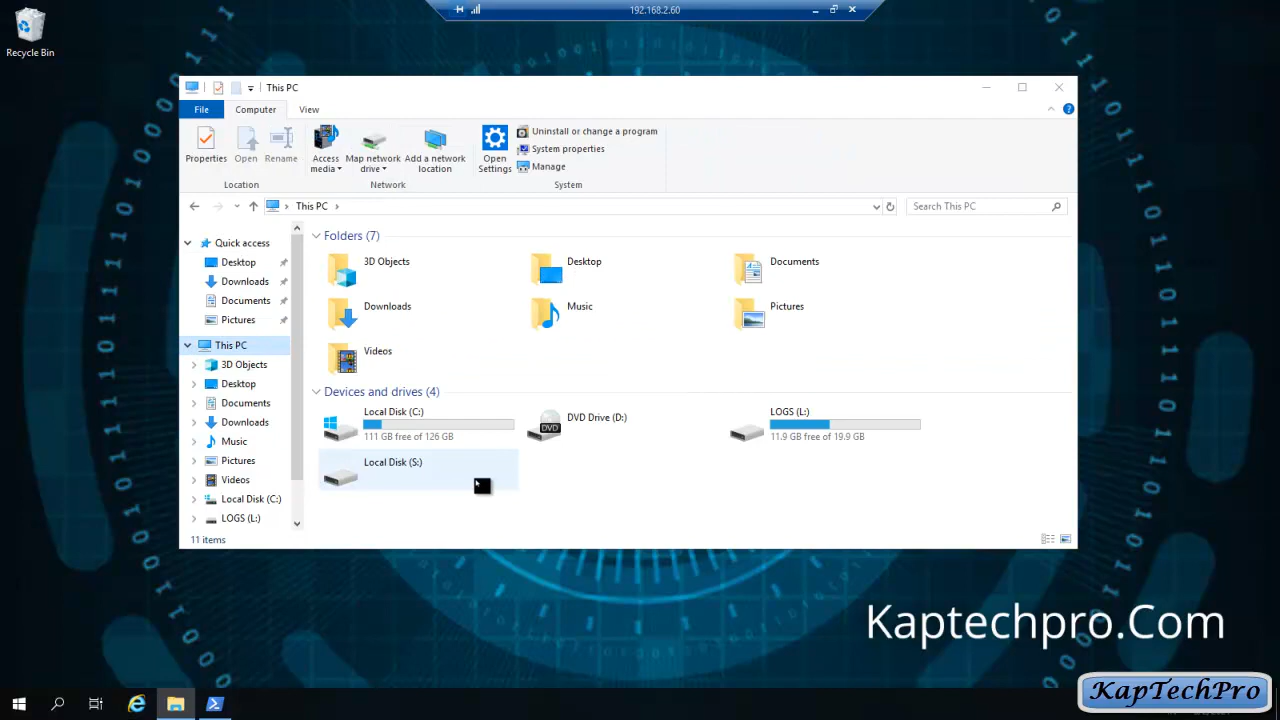 192.168.2.60
Recycle Bin
This PC
File
Computer
View
Properties
Open
Rename
Access media
Map network drive
Add a network location
Open Settings
Uninstall or change a program
System properties
Manage
Location
Network
System
This PC
Search This PC
Quick access
Desktop
Downloads
Documents
Pictures
This PC
3D Objects
Desktop
Documents
Downloads
Music
Pictures
Videos
Local Disk (C:)
LOGS (L:)
Folders (7)
3D Objects
Desktop
Documents
Downloads
Music
Pictures
Videos
Devices and drives (4)
Local Disk (C:)
111 GB free of 126 GB
DVD
DVD Drive (D:)
LOGS (L:)
11.9 GB free of 19.9 GB
Local Disk (S:)
11 items
Kaptechpro.Com
KapTechPro